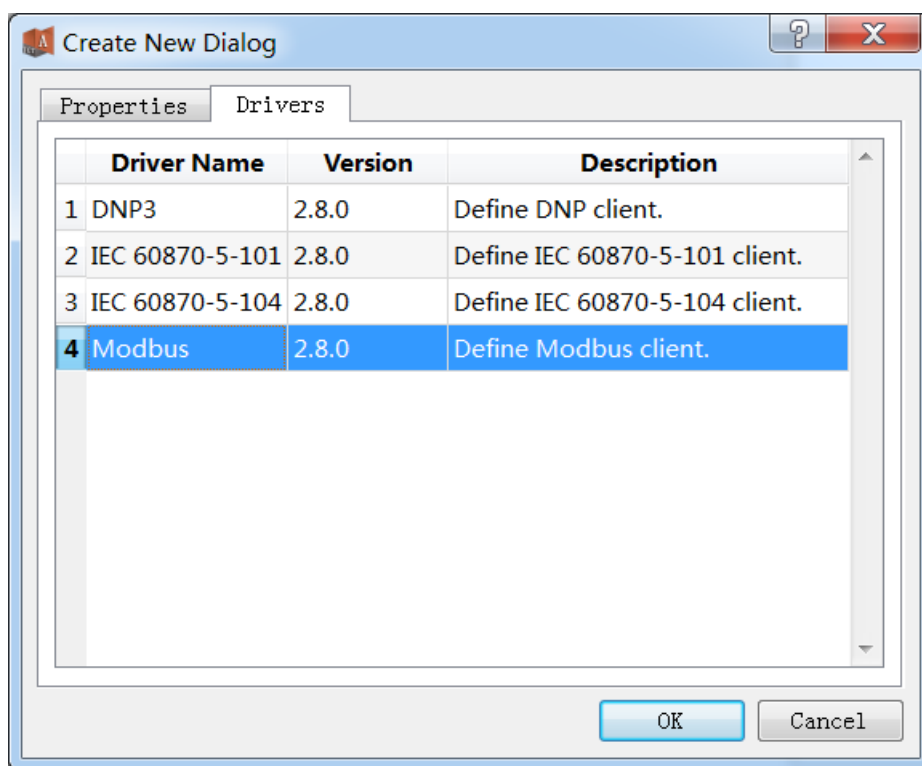 Create New Dialog
Properties Drivers
Driver Name Version Description
1 DNP3 2.8.0 Define DNP client.
2 IEC 60870-5-101 2.8.0 Define IEC 60870-5-101 client.
3 IEC 60870-5-104 2.8.0 Define IEC 60870-5-104 client.
4 Modbus 2.8.0 Define Modbus client.
OK Cancel